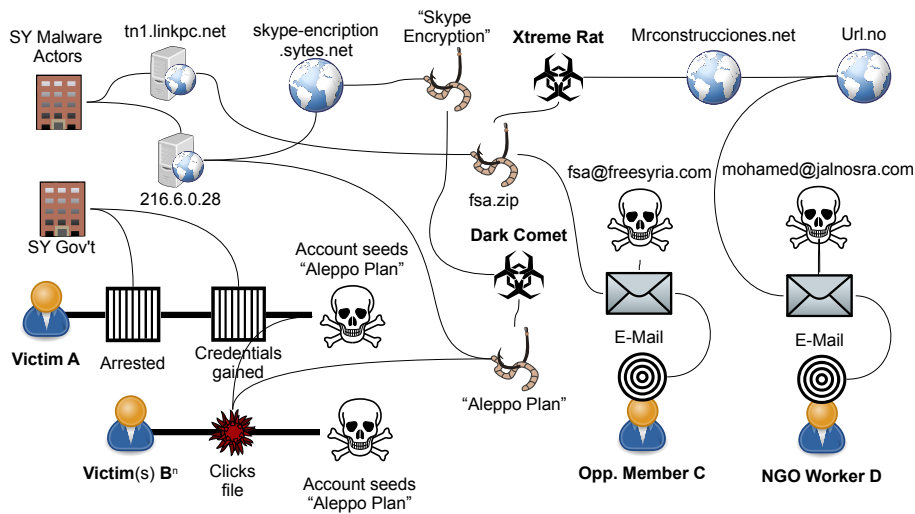 SY Malware
Actors
tn1.linkpc.net
skype-encription
.sytes.net
“Skype
Encryption”
Xtreme Rat
Mrconstrucciones.net
Url.no
216.6.0.28
fsa.zip
fsa@freesyria.com
mohamed@jalnosra.com
SY Gov't
Dark Comet
Account seeds
“Aleppo Plan”
Victim A
Arrested
Credentials
gained
E-Mail
E-Mail
“Aleppo Plan”
Victim(s) Bⁿ
Clicks
file
Account seeds
“Aleppo Plan”
Opp. Member C
NGO Worker D